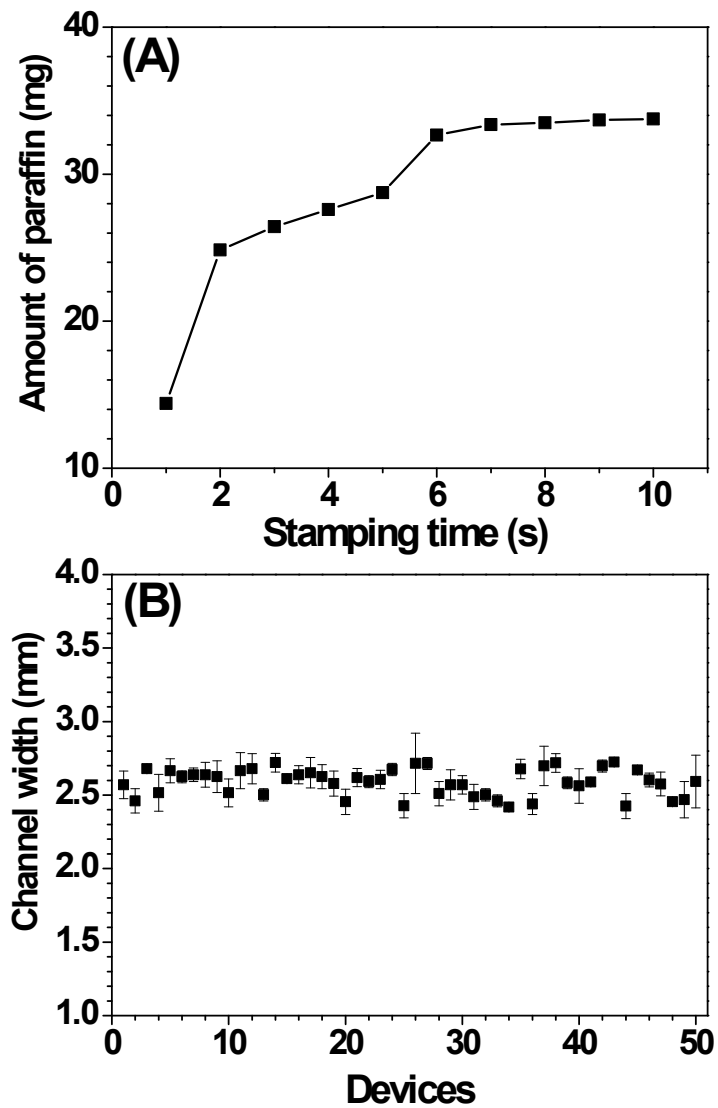 (A)
Amount of paraffin (mg)
40
30
20
10
0 2 4 6 8 10
Stamping time (s)
(B)
Channel width (mm)
4.0
3.5
3.0
2.5
2.0
1.5
1.0
0 10 20 30 40 50
Devices